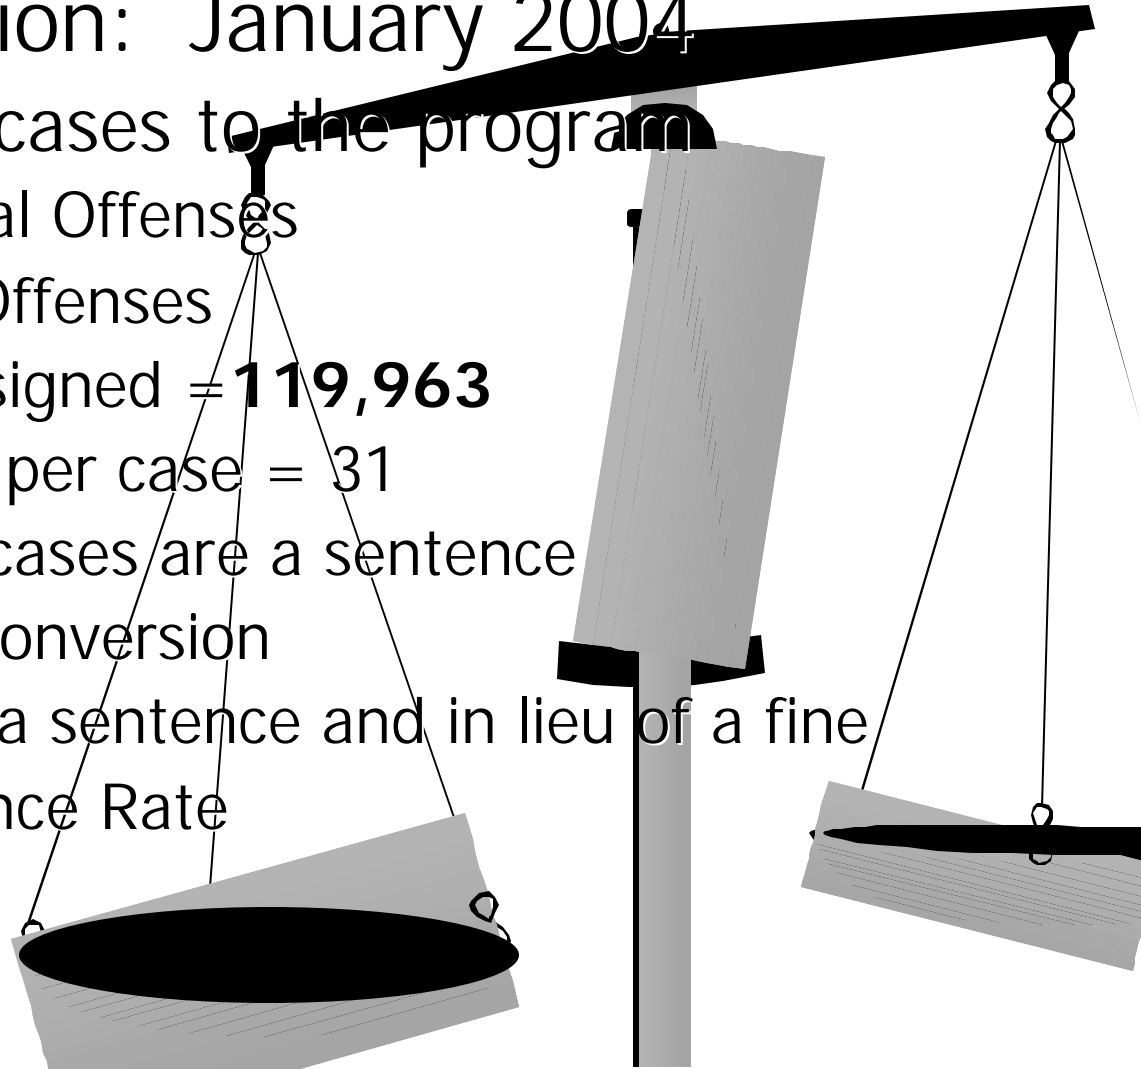 ion: January 2004
cases to the program
al Offenses
Offenses
signed =119,963
per case = 31
cases are a sentence
onversion
a sentence and in lieu of a fine
nce Rate